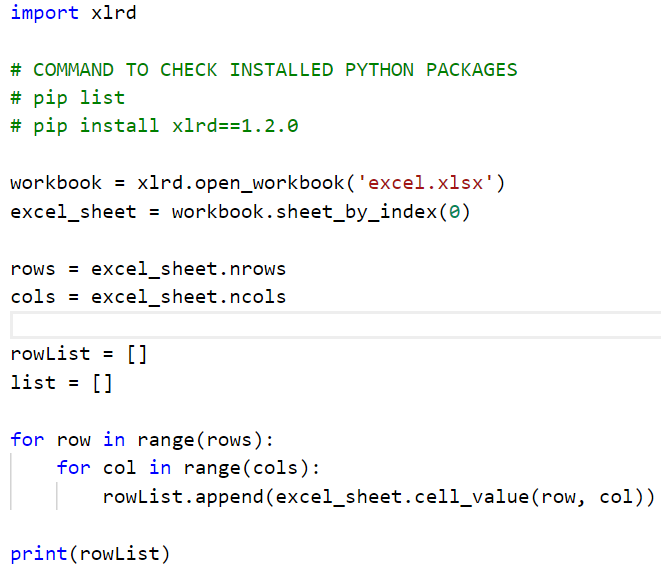 import xlrd
# COMMAND TO CHECK INSTALLED PYTHON PACKAGES
# pip list
# pip install xlrd==1.2.0
workbook = xlrd.open_workbook('excel.xlsx')
excel_sheet = workbook.sheet_by_index(0)
rows = excel_sheet.nrows
cols = excel_sheet.ncols
rowList = []
list = []
for row in range(rows):
    for col in range(cols):
        rowList.append(excel_sheet.cell_value(row, col))
print(rowList)